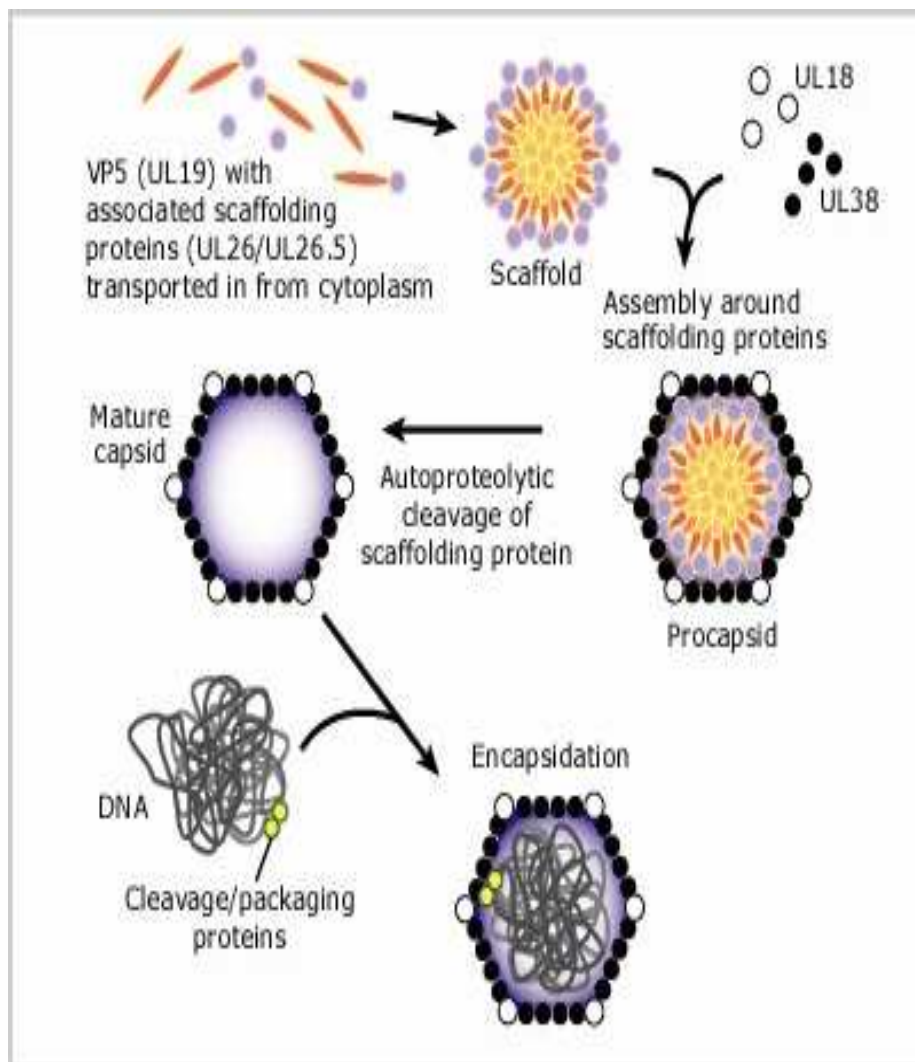 UL18
UL38
VP5 (UL19) with
associated scaffolding
proteins (UL26/UL26.5)
transported in from cytoplasm
Scaffold
Assembly around
scaffolding proteins
Mature
capsid
Autoproteolytic
cleavage of
scaffolding protein
Procapsid
Encapsidation
DNA
Cleavage/packaging
proteins